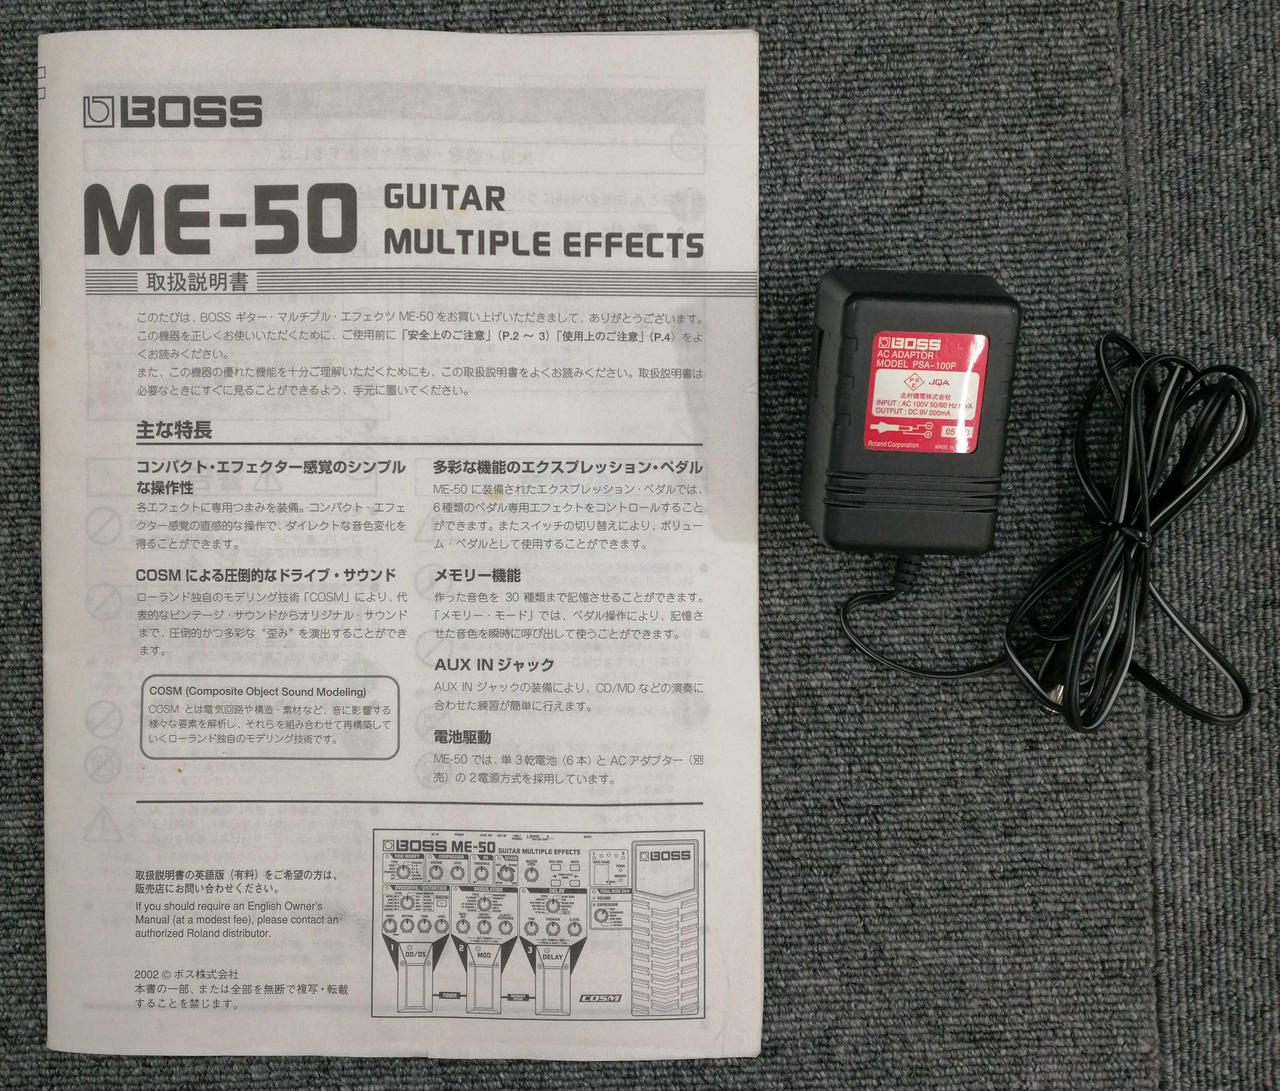 BOSS
ME-50
GUITAR
MULTIPLE EFFECTS
取扱説明書
このたびは、BOSS ギター・マルチプル・エフェクツ ME-50 をお買い上げいただきまして、ありがとうございます。
この機器を正しくお使いいただくために、ご使用前に「安全上のご注意」（P.2 〜 3）「使用上のご注意」（P.4）をよ
くお読みください。
また、この機器の優れた機能を十分ご理解いただくためにも、この取扱説明書をよくお読みください。取扱説明書は
必要なときにすぐに見ることができるよう、手元に置いてください。
主な特長
コンパクト・エフェクター感覚のシンプル
な操作性
各エフェクトに専用つまみを装備。コンパクト・エフェ
クター感覚の直感的な操作で、ダイレクトな音色変化を
得ることができます。
COSM による圧倒的なドライブ・サウンド
ローランド独自のモデリング技術「COSM」により、代
表的なビンテージ・サウンドからオリジナル・サウンド
まで、圧倒的かつ多彩な “歪み” を演出することができ
ます。
COSM (Composite Object Sound Modeling)
COSM とは電気回路や構造・素材など、音に影響する
様々な要素を解析し、それらを組み合わせて再構築して
いくローランド独自のモデリング技術です。
多彩な機能のエクスプレッション・ペダル
ME-50 に装備されたエクスプレッション・ペダルでは、
6 種類のペダル専用エフェクトをコントロールすること
ができます。またスイッチの切り替えにより、ボリュー
ム・ペダルとして使用することができます。
メモリー機能
作った音色を 30 種類まで記憶させることができます。
「メモリー・モード」では、ペダル操作により、記憶さ
せた音色を瞬時に呼び出して使うことができます。
AUX IN ジャック
AUX IN ジャックの装備により、CD/MD などの演奏に
合わせた練習が簡単に行えます。
電池駆動
ME-50 では、単 3 乾電池（6 本）と AC アダプター（別
売）の 2 電源方式を採用しています。
取扱説明書の英語版（有料）をご希望の方は、
販売店にお問い合わせください。
If you should require an English Owner's
Manual (at a modest fee), please contact an
authorized Roland distributor.
2002 © ボス株式会社
本書の一部、または全部を無断で複写・転載
することを禁じます。
BOSS ME-50 GUITAR MULTIPLE EFFECTS
BOSS
TONE MODIFY
COMPRESSOR
OVERDRIVE / DISTORTION
MODULATION
DELAY
1
OD/DS
2
MOD
3
DELAY
TUNER
COSM
BOSS
AC ADAPTOR
MODEL PSA-100P
PSE
JQA
北村機電株式会社
INPUT : AC 100V 50/60 Hz
OUTPUT : DC 9V 200mA
05
Roland Corporation
MADE IN